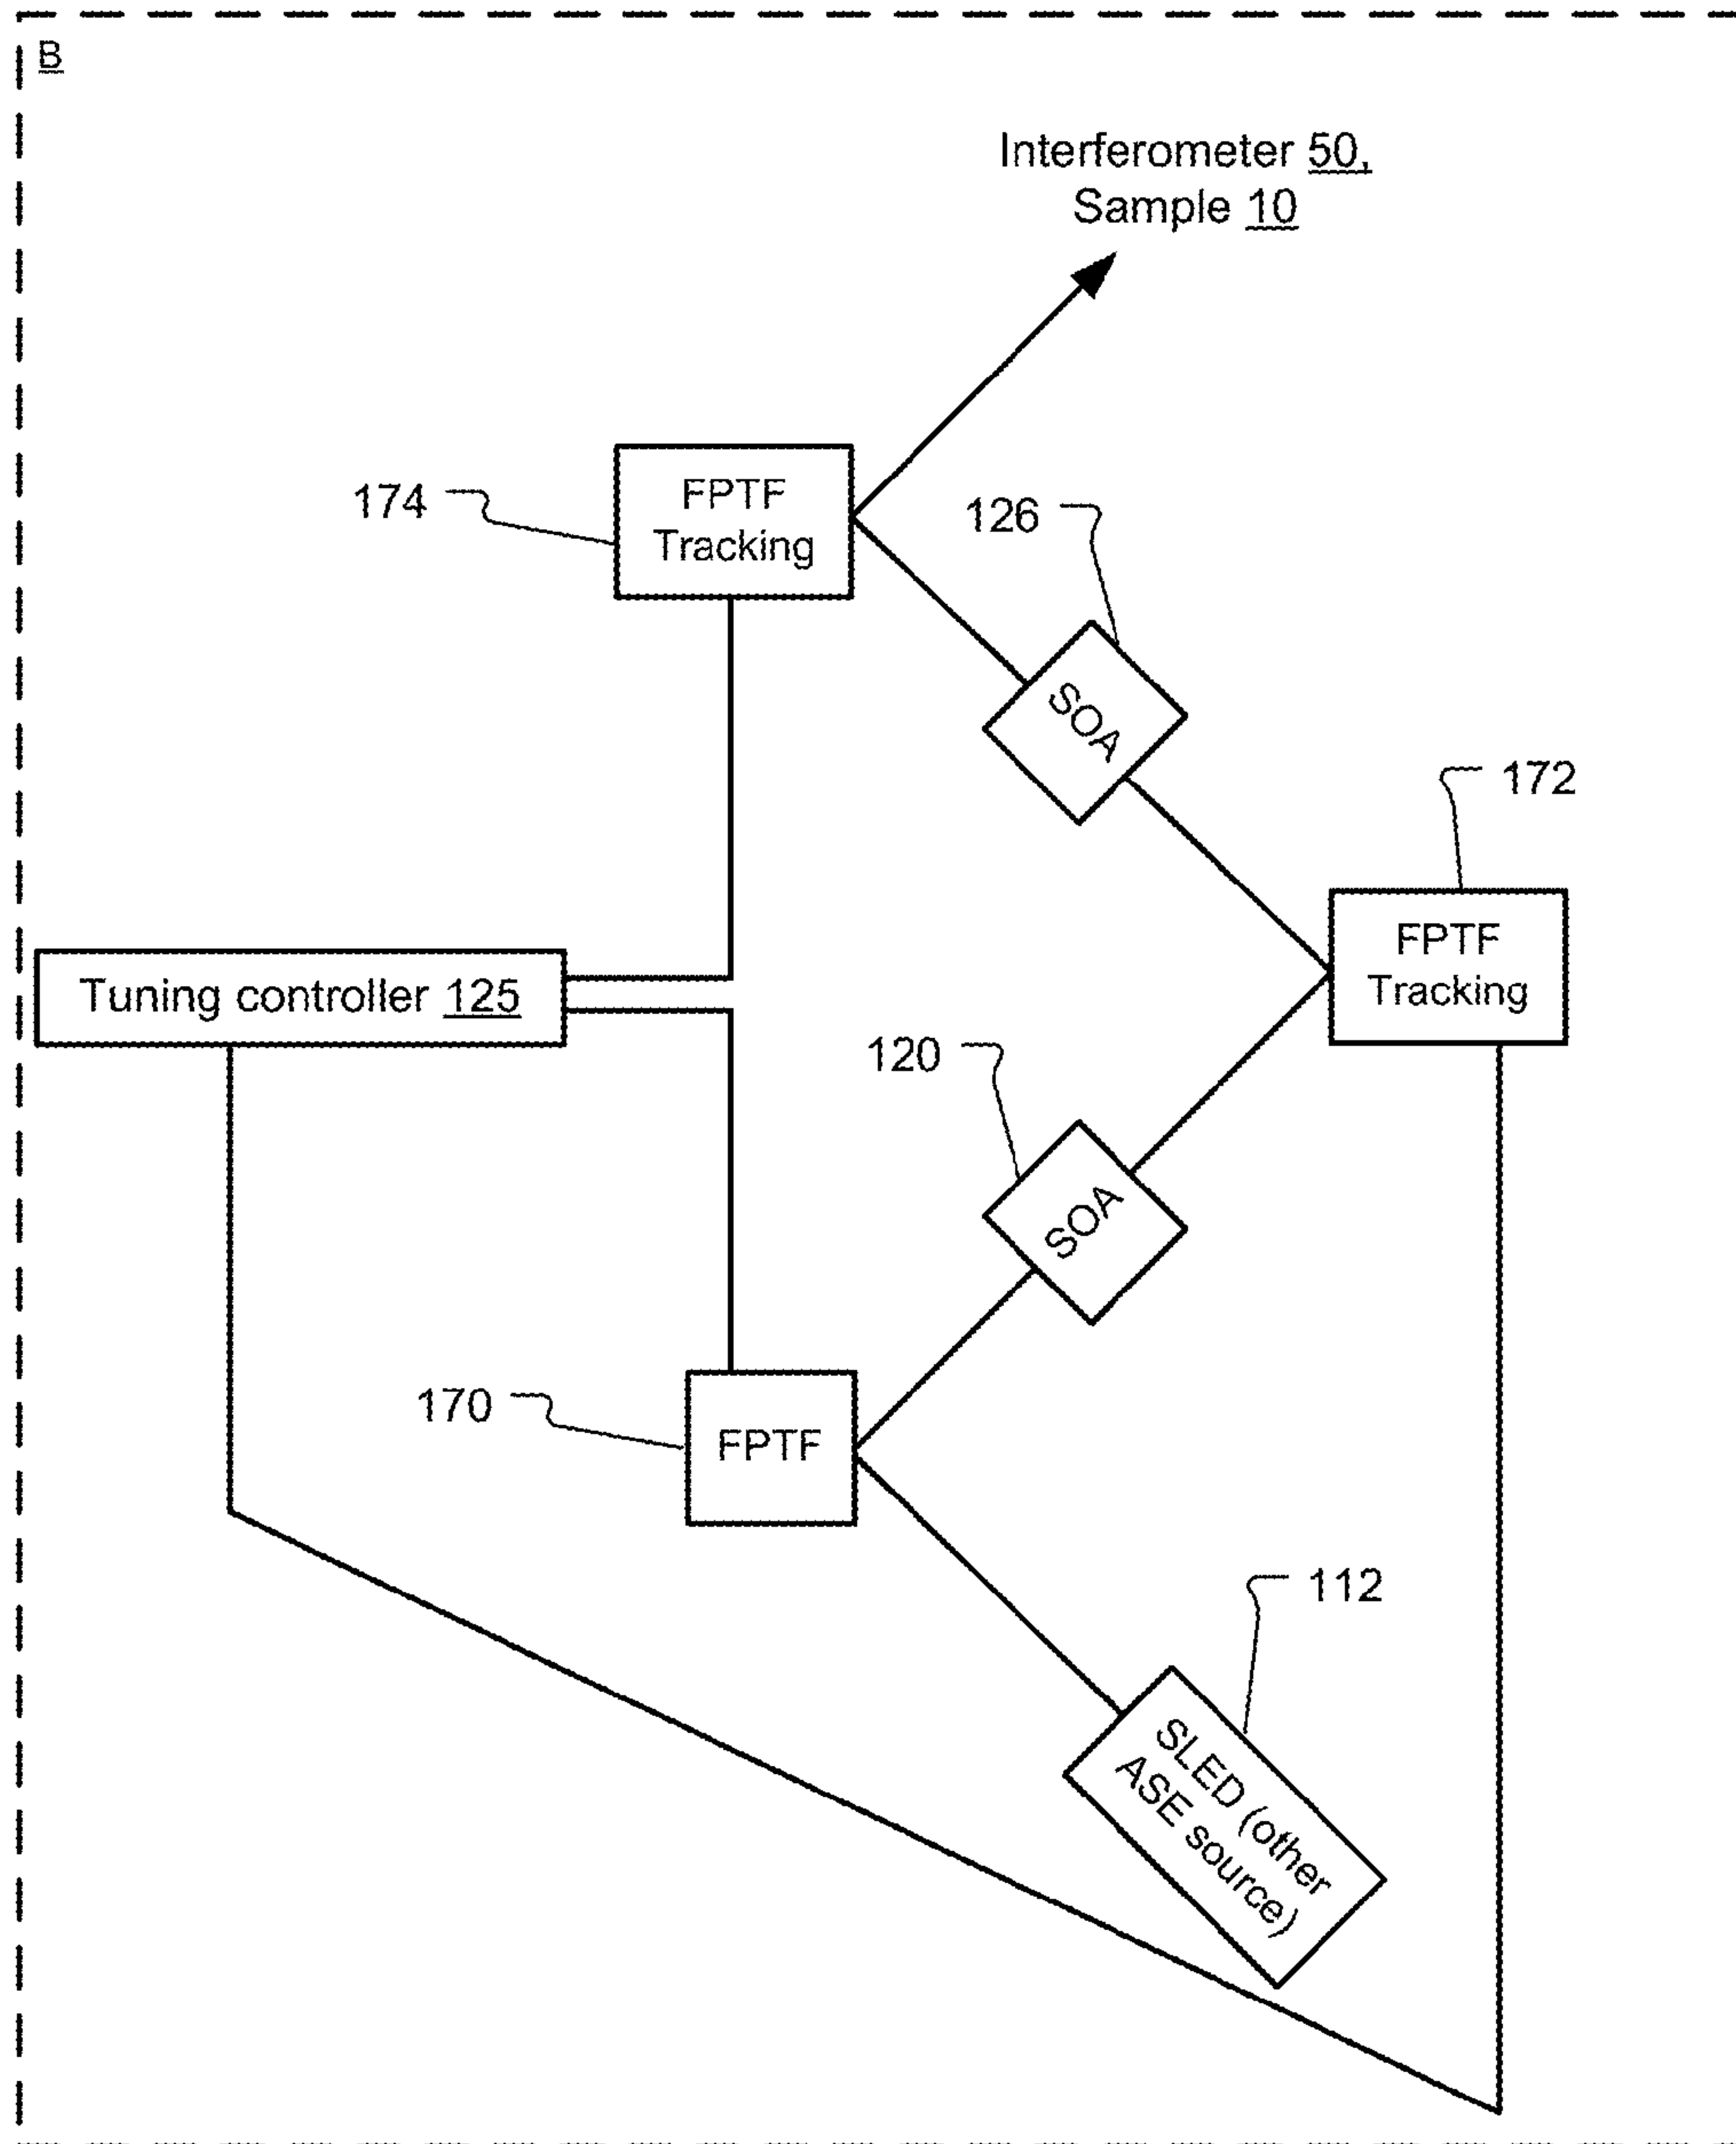 B
Interferometer 50,
Sample 10
174
FPTF
Tracking
126
SOA
172
FPTF
Tracking
Tuning controller 125
120
SOA
170
FPTF
112
SLED (other
ASE source)